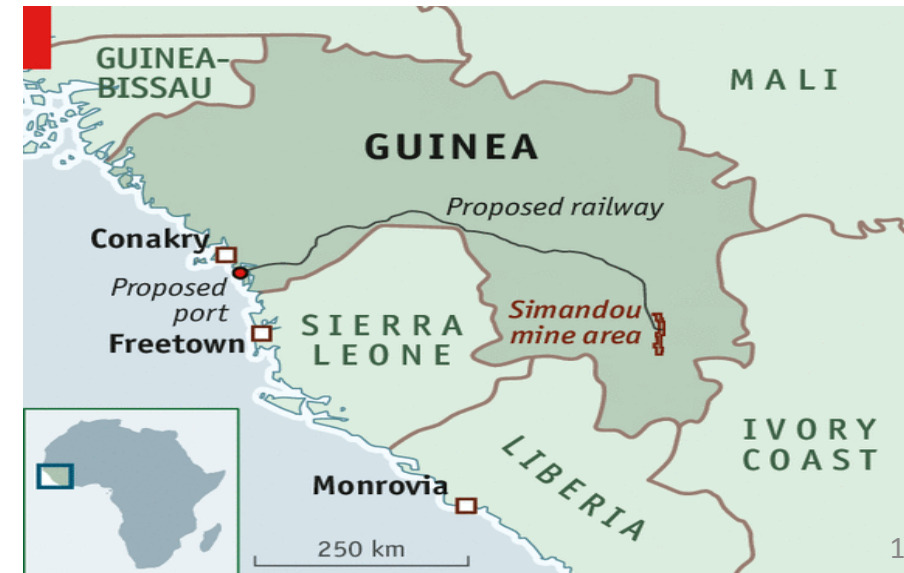 GUINEA-
BISSAU
MALI
GUINEA
Proposed railway
Conakry
Proposed
port
Simandou
mine area
Freetown
SIERRA
LEONE
IVORY
COAST
LIBERIA
Monrovia
250 km
1